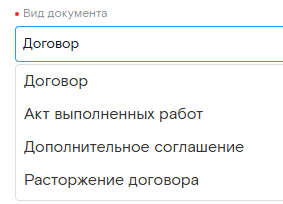 Вид документа
Договор
Договор
Акт выполненных работ
Дополнительное соглашение
Расторжение договора